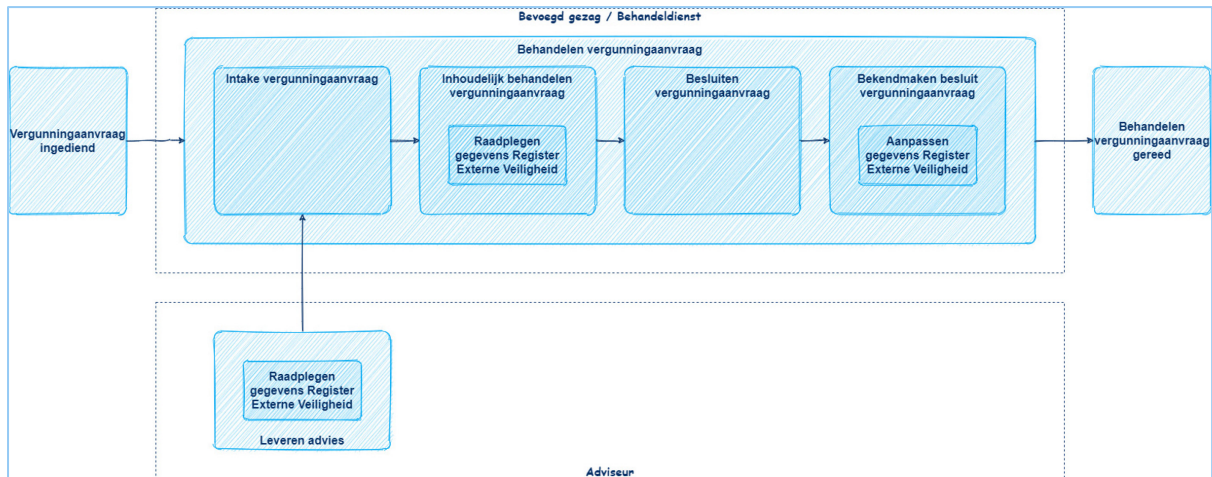 Bevoegd gezag / Behandeldienst
Behandelen vergunningaanvraag
Vergunningaanvraag
ingediend
Intake vergunningaanvraag
Inhoudelijk behandelen
vergunningaanvraag
Raadplegen
gegevens Register
Externe Veiligheid
Besluiten
vergunningaanvraag
Bekendmaken besluit
vergunningaanvraag
Aanpassen
gegevens Register
Externe Veiligheid
Behandelen
vergunningaanvraag
gereed
Raadplegen
gegevens Register
Externe Veiligheid
Leveren advies
Adviseur